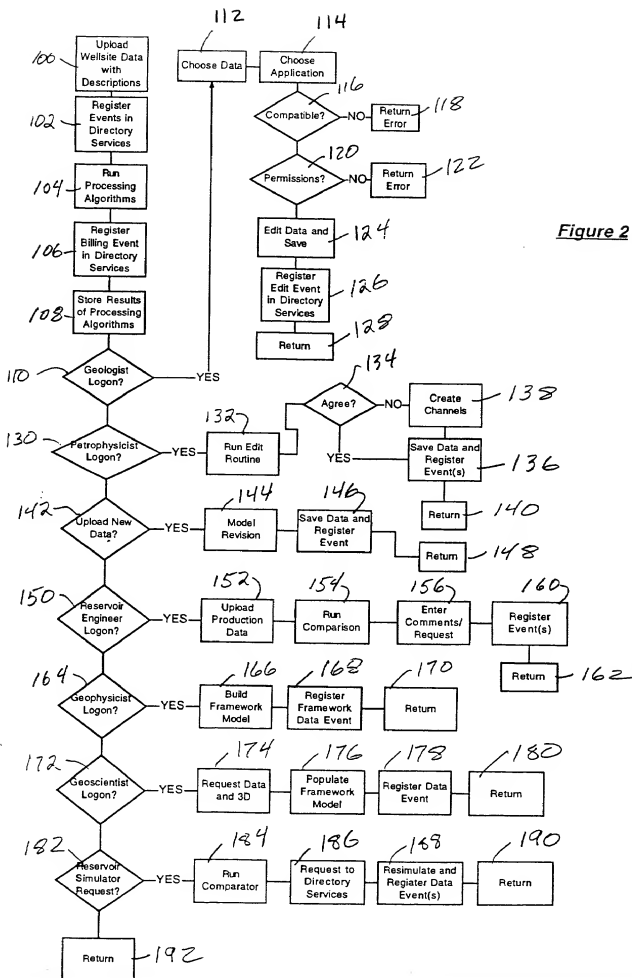 112
114
100
Upload
Wellsite Data
with
Descriptions
Choose Data
Choose
Application
116
Compatible?
NO
Return
Error
118
102
Register
Events in
Directory
Services
120
Permissions?
NO
Return
Error
122
104
Run
Processing
Algorithms
Edit Data and
Save
124
Figure 2
106
Register
Billing Event
in Directory
Services
Register
Edit Event
in Directory
Services
126
108
Store Results
of Processing
Algorithms
Return
128
110
Geologist
Logon?
YES
134
Agree?
NO
Create
Channels
138
130
Petrophysicist
Logon?
YES
132
Run Edit
Routine
YES
Save Data and
Register
Event(s)
136
Return
140
142
Upload New
Data?
YES
144
Model
Revision
146
Save Data and
Register
Event
Return
148
150
Reservoir
Engineer
Logon?
YES
152
Upload
Production
Data
154
Run
Comparison
156
Enter
Comments/
Request
160
Register
Event(s)
Return
162
164
Geophysicist
Logon?
YES
166
Build
Framework
Model
168
Register
Framework
Data Event
170
Return
172
Geoscientist
Logon?
YES
174
Request Data
and 3D
176
Populate
Framework
Model
178
Register Data
Event
180
Return
182
Reservoir
Simulator
Request?
YES
184
Run
Comparator
186
Request to
Directory
Services
188
Resimulate and
Regiater Data
Event(s)
190
Return
Return
192